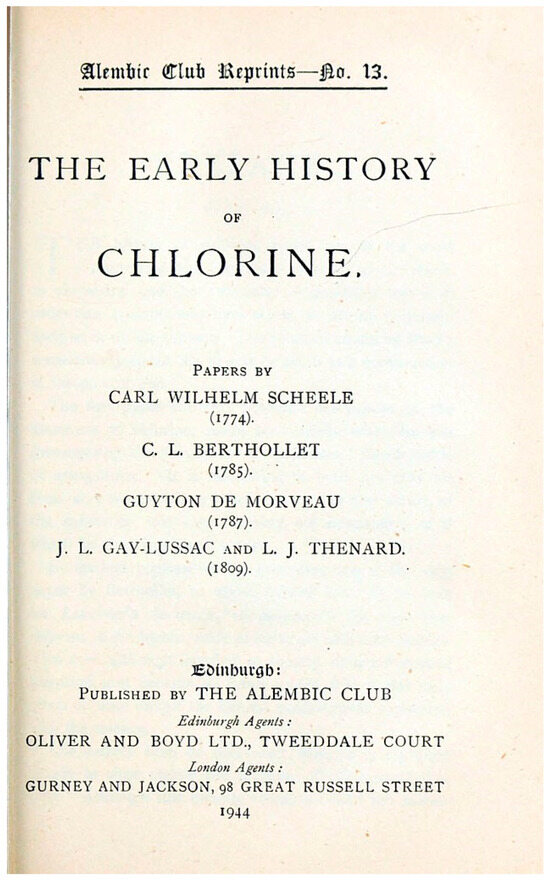 Alembic Club Reprints—No. 13.
THE EARLY HISTORY
OF
CHLORINE.
PAPERS BY
CARL WILHELM SCHEELE
(1774).
C. L. BERTHOLLET
(1785).
GUYTON DE MORVEAU
(1787).
J. L. GAY-LUSSAC AND L. J. THENARD.
(1809).
Edinburgh:
PUBLISHED BY THE ALEMBIC CLUB
Edinburgh Agents:
OLIVER AND BOYD LTD., TWEEDDALE COURT
London Agents:
GURNEY AND JACKSON, 98 GREAT RUSSELL STREET
1944